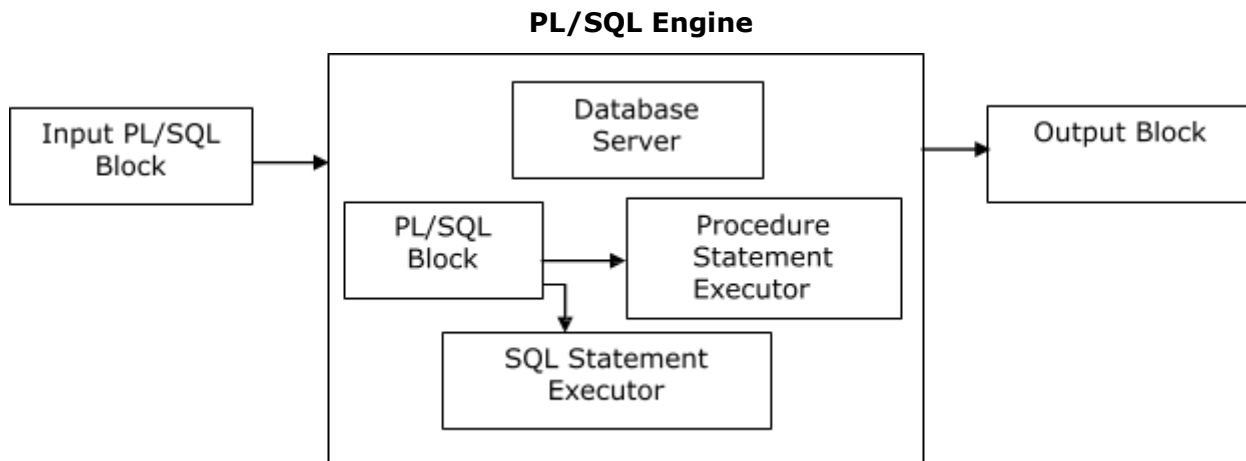 PL/SQL Engine
Input PL/SQL
Block
Database
Server
PL/SQL
Block
Procedure
Statement
Executor
SQL Statement
Executor
Output Block